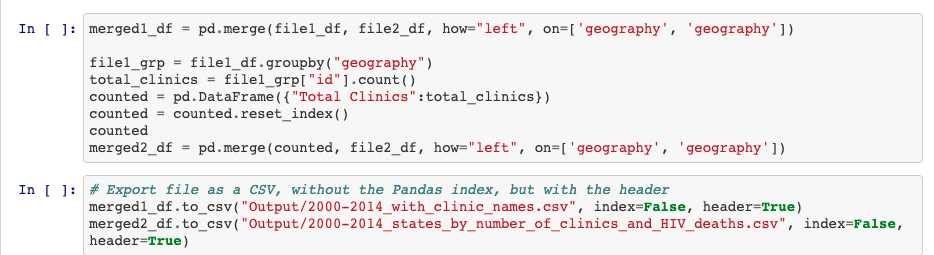 In [ ]: merged1_df = pd.merge(file1_df, file2_df, how="left", on=['geography', 'geography'])
file1_grp = file1_df.groupby("geography")
total_clinics = file1_grp["id"].count()
counted = pd.DataFrame({"Total Clinics":total_clinics})
counted = counted.reset_index()
counted
merged2_df = pd.merge(counted, file2_df, how="left", on=['geography', 'geography'])
In [ ]: # Export file as a CSV, without the Pandas index, but with the header
merged1_df.to_csv("Output/2000-2014_with_clinic_names.csv", index=False, header=True)
merged2_df.to_csv("Output/2000-2014_states_by_number_of_clinics_and_HIV_deaths.csv", index=False,
header=True)